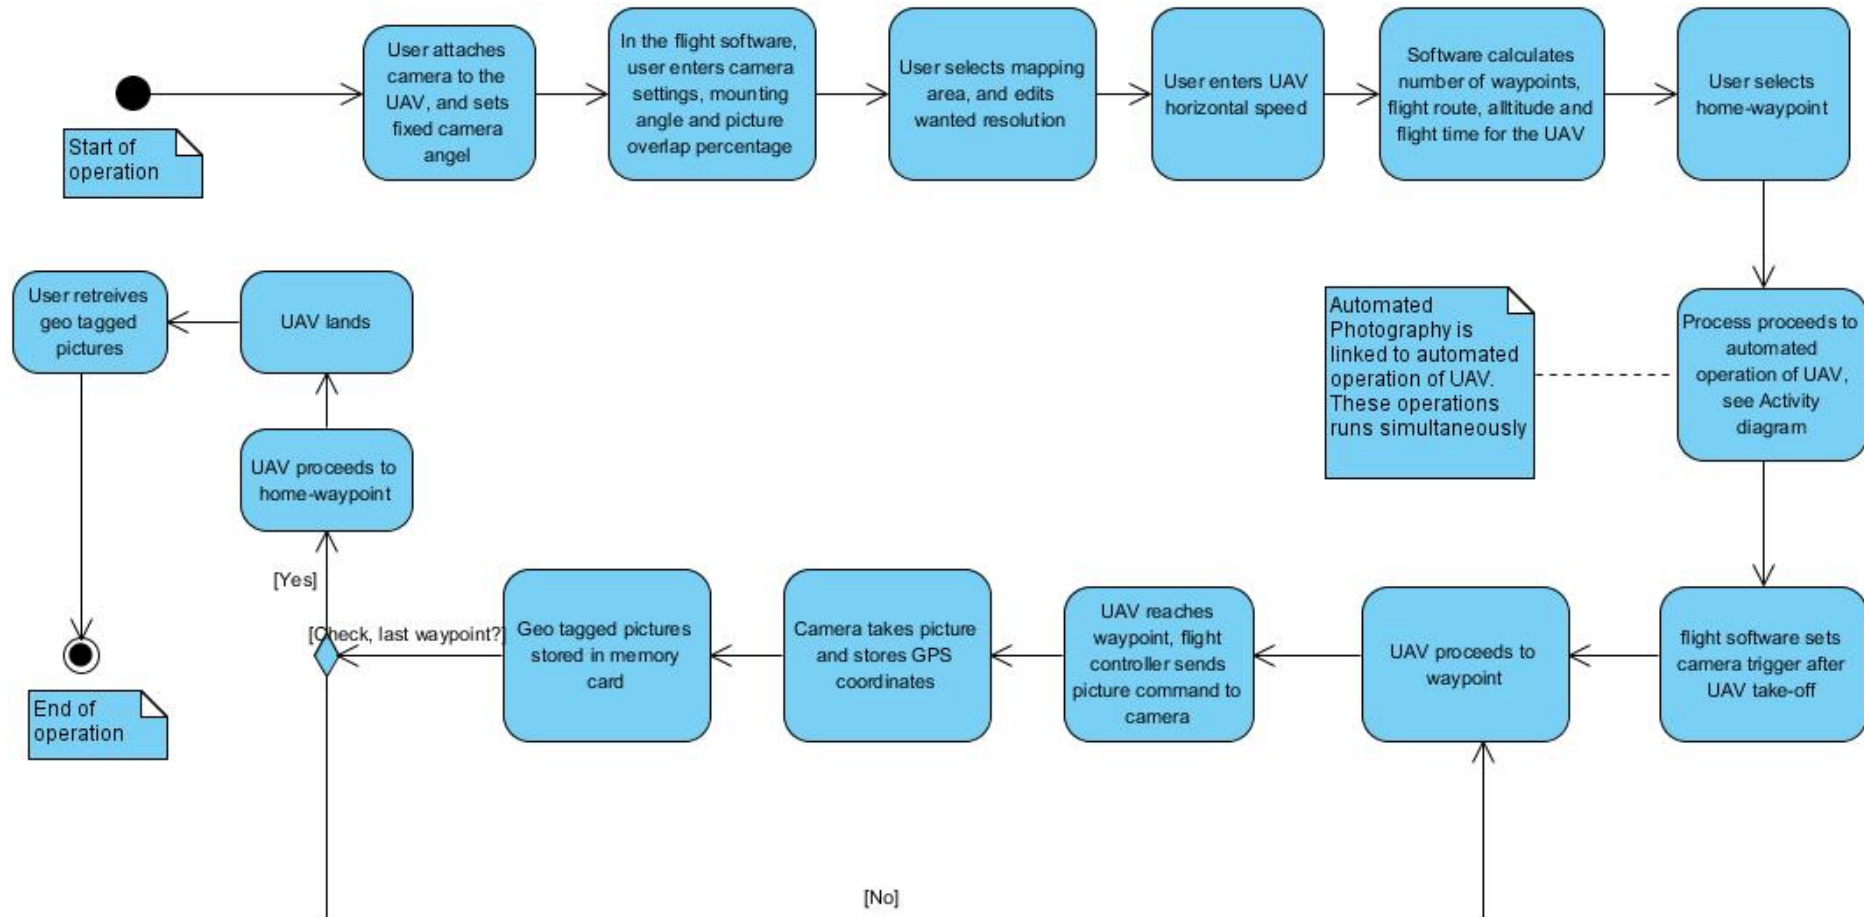 User attaches
camera to the
UAV, and sets
fixed camera
angel
In the flight software,
user enters camera
settings, mounting
angle and picture
overlap percentage
User selects mapping
area, and edits
wanted resolution
User enters UAV
horizontal speed
Software calculates
number of waypoints,
flight route, alltitude and
flight time for the UAV
User selects
home-waypoint
Start of
operation
User retreives
geo tagged
pictures
UAV lands
Automated
Photography is
linked to automated
operation of UAV.
These operations
runs simultaneously
Process proceeds to
automated
operation of UAV,
see Activity
diagram
UAV proceeds to
home-waypoint
[Yes]
[Check, last waypoint?]
Geo tagged pictures
stored in memory
card
Camera takes picture
and stores GPS
coordinates
UAV reaches
waypoint, flight
controller sends
picture command to
camera
UAV proceeds to
waypoint
flight software sets
camera trigger after
UAV take-off
End of
operation
[No]